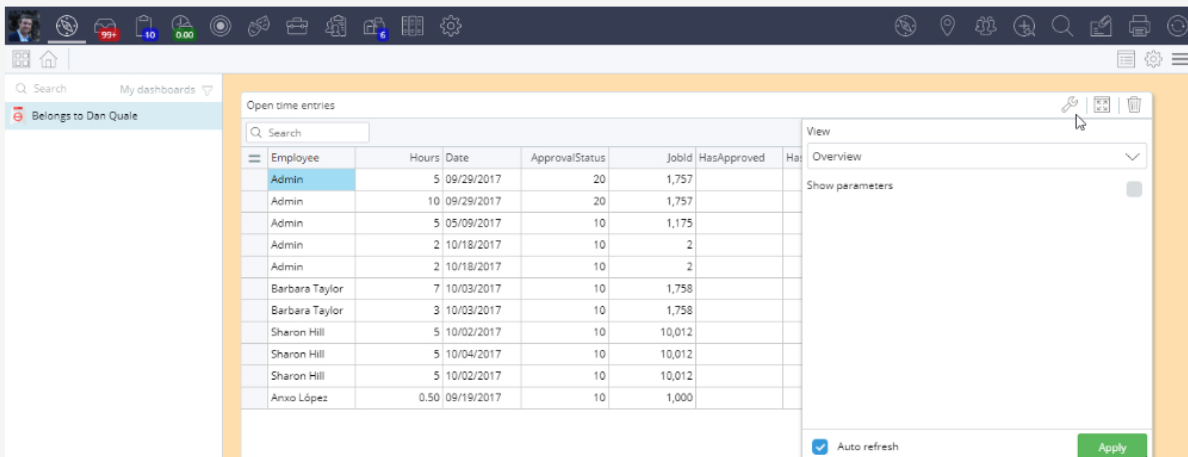 99+ 10 0.00 6
Search My dashboards
Belongs to Dan Quale
Open time entries
Search
View
Overview
Show parameters
Employee Hours Date ApprovalStatus JobId HasApproved Has
Admin 5 09/29/2017 20 1,757
Admin 10 09/29/2017 20 1,757
Admin 5 05/09/2017 10 1,175
Admin 2 10/18/2017 10 2
Admin 2 10/18/2017 10 2
Barbara Taylor 7 10/03/2017 10 1,758
Barbara Taylor 3 10/03/2017 10 1,758
Sharon Hill 5 10/02/2017 10 10,012
Sharon Hill 5 10/04/2017 10 10,012
Sharon Hill 5 10/02/2017 10 10,012
Anxo López 0.50 09/19/2017 10 1,000
Auto refresh Apply